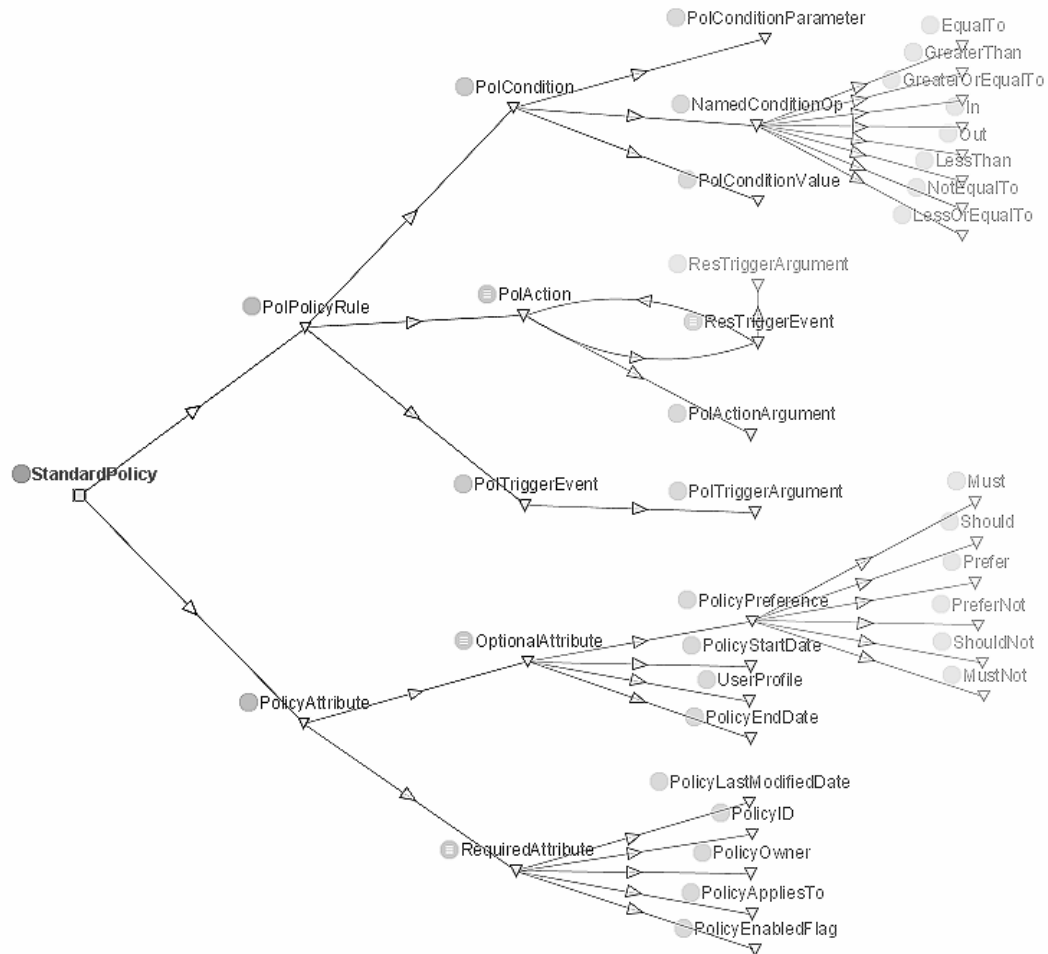 PolConditionParameter
EqualTo
GreaterThan
GreaterOrEqualTo
PolCondition
NamedConditionOp
In
Out
LessThan
PolConditionValue
NotEqualTo
LessOrEqualTo
ResTriggerArgument
PolAction
PolPolicyRule
ResTriggerEvent
PolActionArgument
StandardPolicy
PolTriggerEvent
PolTriggerArgument
Must
Should
Prefer
PolicyPreference
PreferNot
OptionalAttribute
PolicyStartDate
ShouldNot
UserProfile
MustNot
PolicyAttribute
PolicyEndDate
PolicyLastModifiedDate
PolicyID
RequiredAttribute
PolicyOwner
PolicyAppliesTo
PolicyEnabledFlag